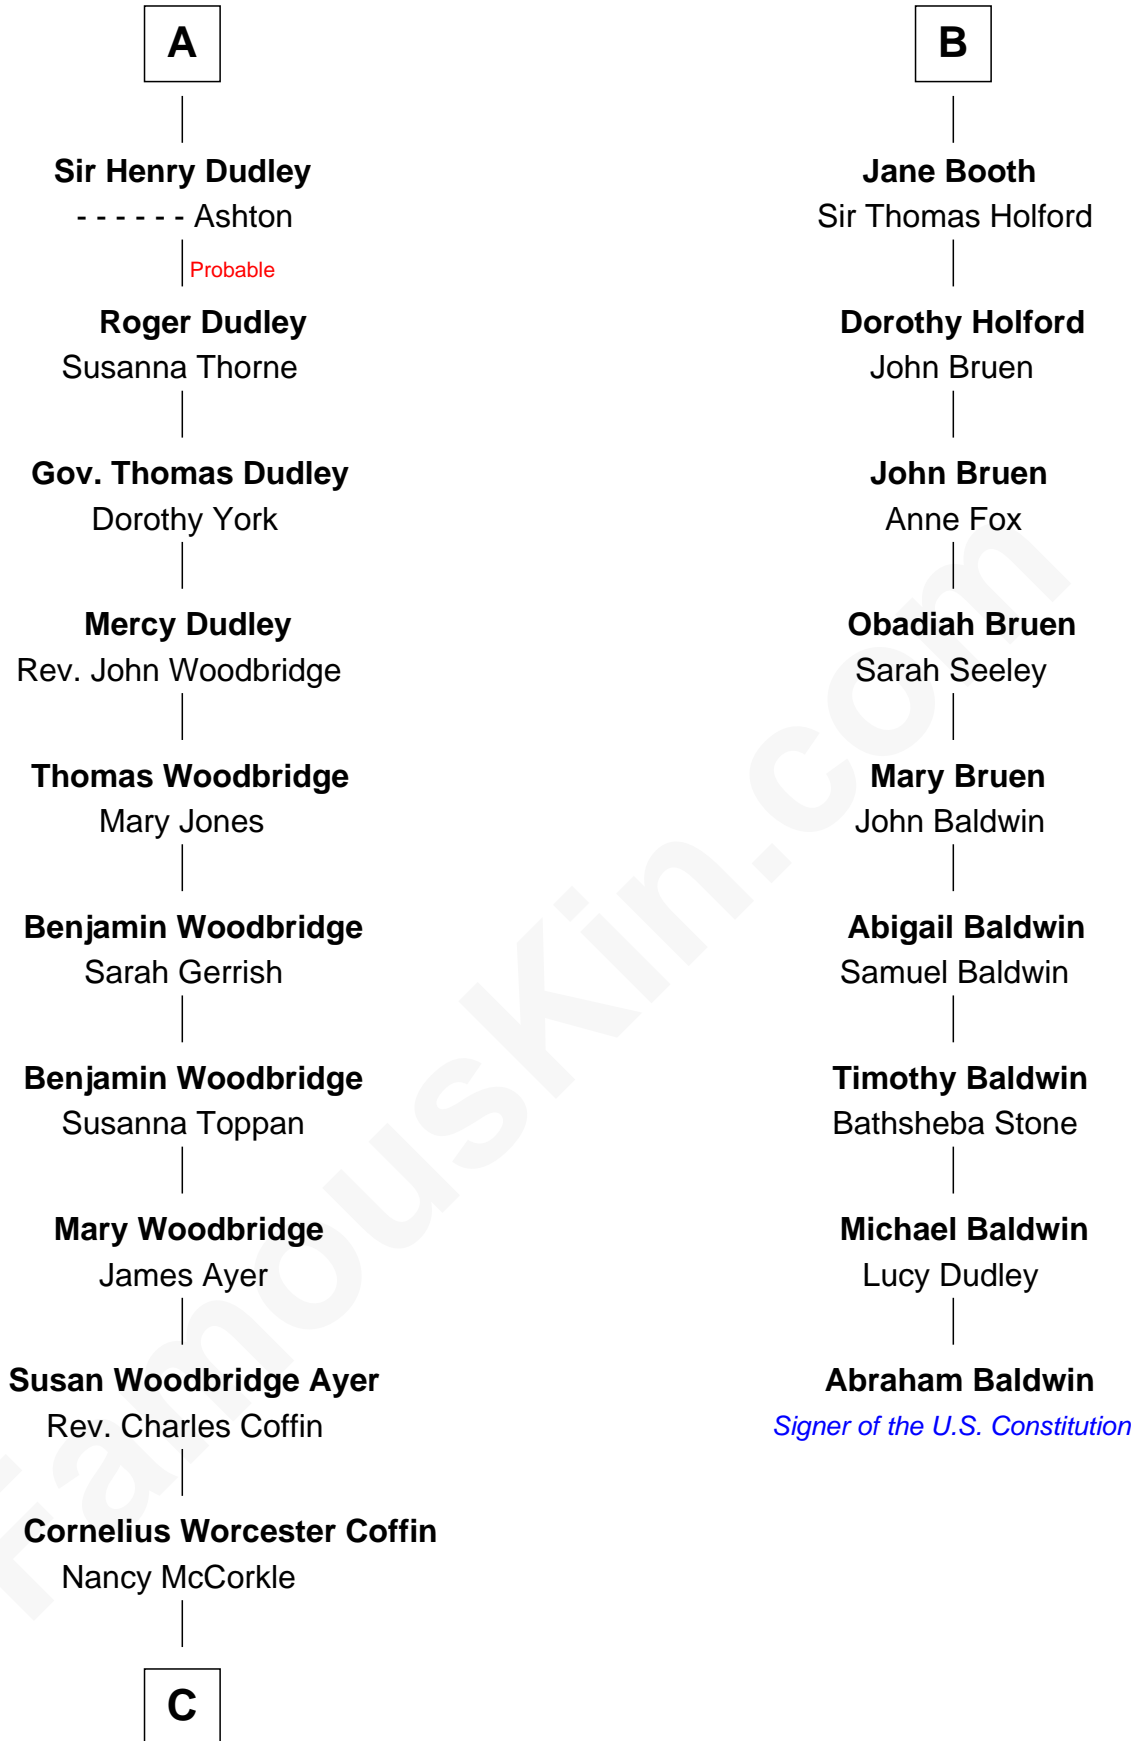 A
Sir Henry Dudley
- - - - - - Ashton
Probable
Roger Dudley
Susanna Thorne
Gov. Thomas Dudley
Dorothy York
Mercy Dudley
Rev. John Woodbridge
Thomas Woodbridge
Mary Jones
Benjamin Woodbridge
Sarah Gerrish
Benjamin Woodbridge
Susanna Toppan
Mary Woodbridge
James Ayer
Susan Woodbridge Ayer
Rev. Charles Coffin
Cornelius Worcester Coffin
Nancy McCorkle
C
B
Jane Booth
Sir Thomas Holford
Dorothy Holford
John Bruen
John Bruen
Anne Fox
Obadiah Bruen
Sarah Seeley
Mary Bruen
John Baldwin
Abigail Baldwin
Samuel Baldwin
Timothy Baldwin
Bathsheba Stone
Michael Baldwin
Lucy Dudley
Abraham Baldwin
Signer of the U.S. Constitution
FamousKin.com